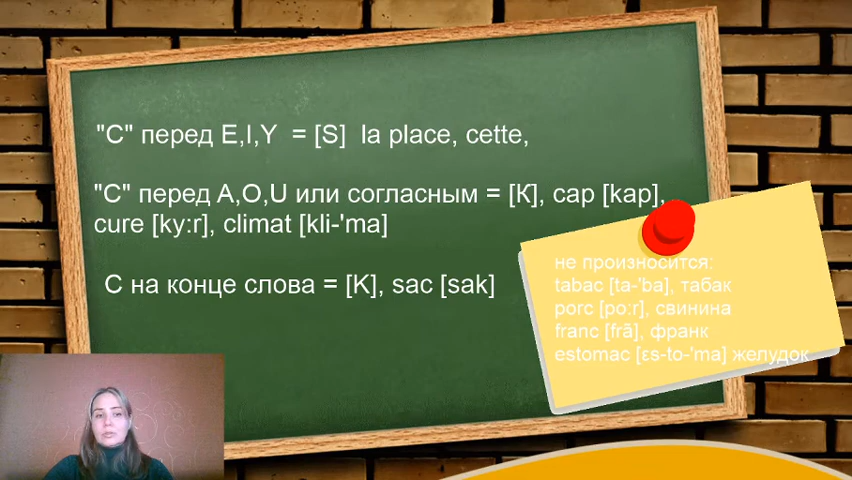 "C" перед E,I,Y = [S] la place, cette,
"C" перед A,O,U или согласным = [К], cap [kap],
cure [ky:r], climat [kli-'ma]
С на конце слова = [K], sac [sak]
не произносится:
tabac [ta-'ba], табак
porc [po:r], свинина
franc [frã], франк
estomac [ɛs-to-'ma] желудок